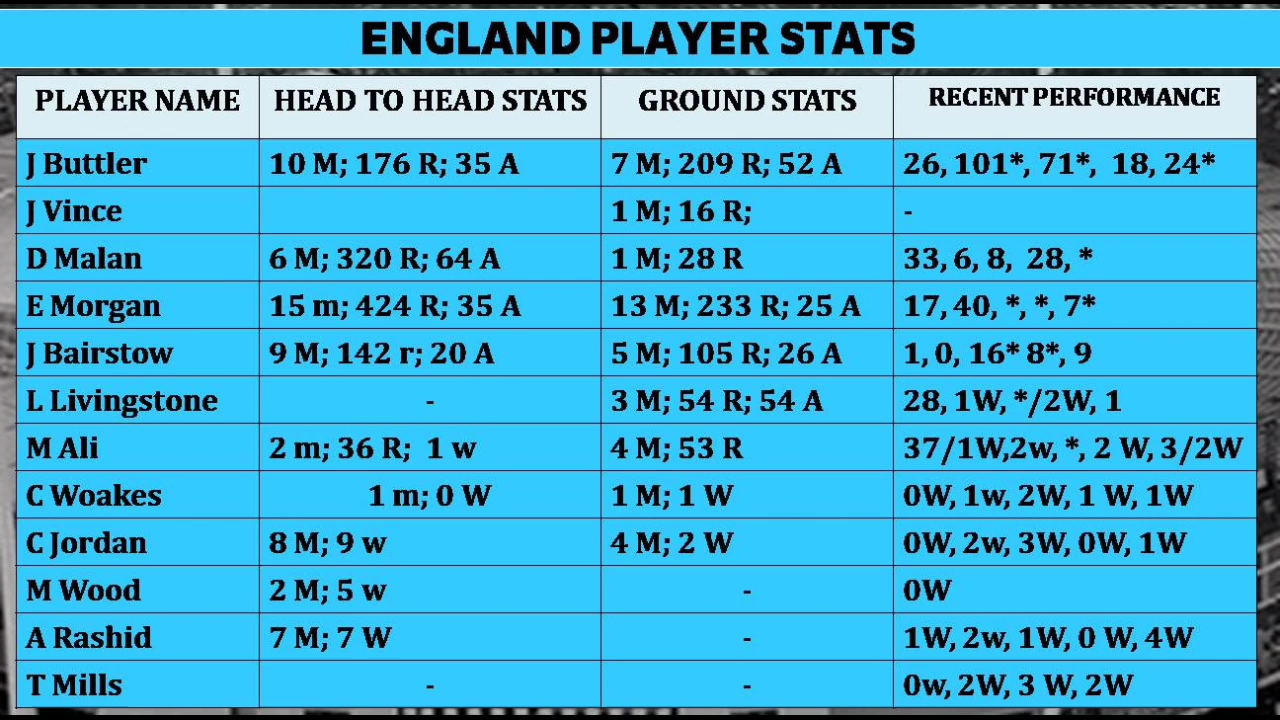 ENGLAND PLAYER STATS
PLAYER NAME HEAD TO HEAD STATS GROUND STATS RECENT PERFORMANCE
J Buttler 10 M; 176 R; 35 A 7 M; 209 R; 52 A 26, 101*, 71*, 18, 24*
J Vince 1 M; 16 R; -
D Malan 6 M; 320 R; 64 A 1 M; 28 R 33, 6, 8, 28, *
E Morgan 15 m; 424 R; 35 A 13 M; 233 R; 25 A 17, 40, *, *, 7*
J Bairstow 9 M; 142 r; 20 A 5 M; 105 R; 26 A 1, 0, 16* 8*, 9
L Livingstone - 3 M; 54 R; 54 A 28, 1W, */2W, 1
M Ali 2 m; 36 R; 1 w 4 M; 53 R 37/1W,2w, *, 2 W, 3/2W
C Woakes 1 m; 0 W 1 M; 1 W 0W, 1w, 2W, 1 W, 1W
C Jordan 8 M; 9 w 4 M; 2 W 0W, 2w, 3W, 0W, 1W
M Wood 2 M; 5 w - 0W
A Rashid 7 M; 7 W - 1W, 2w, 1W, 0 W, 4W
T Mills - - 0w, 2W, 3 W, 2W